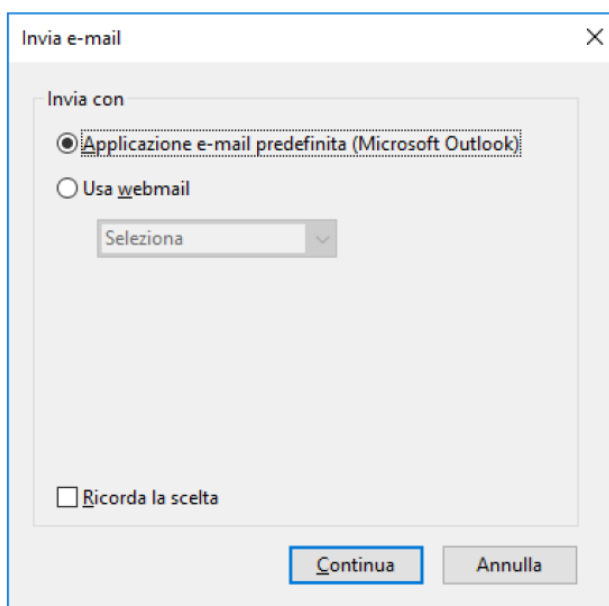 Invia e-mail
Invia con
Applicazione e-mail predefinita (Microsoft Outlook)
Usa webmail
Seleziona
Ricorda la scelta
Continua
Annulla